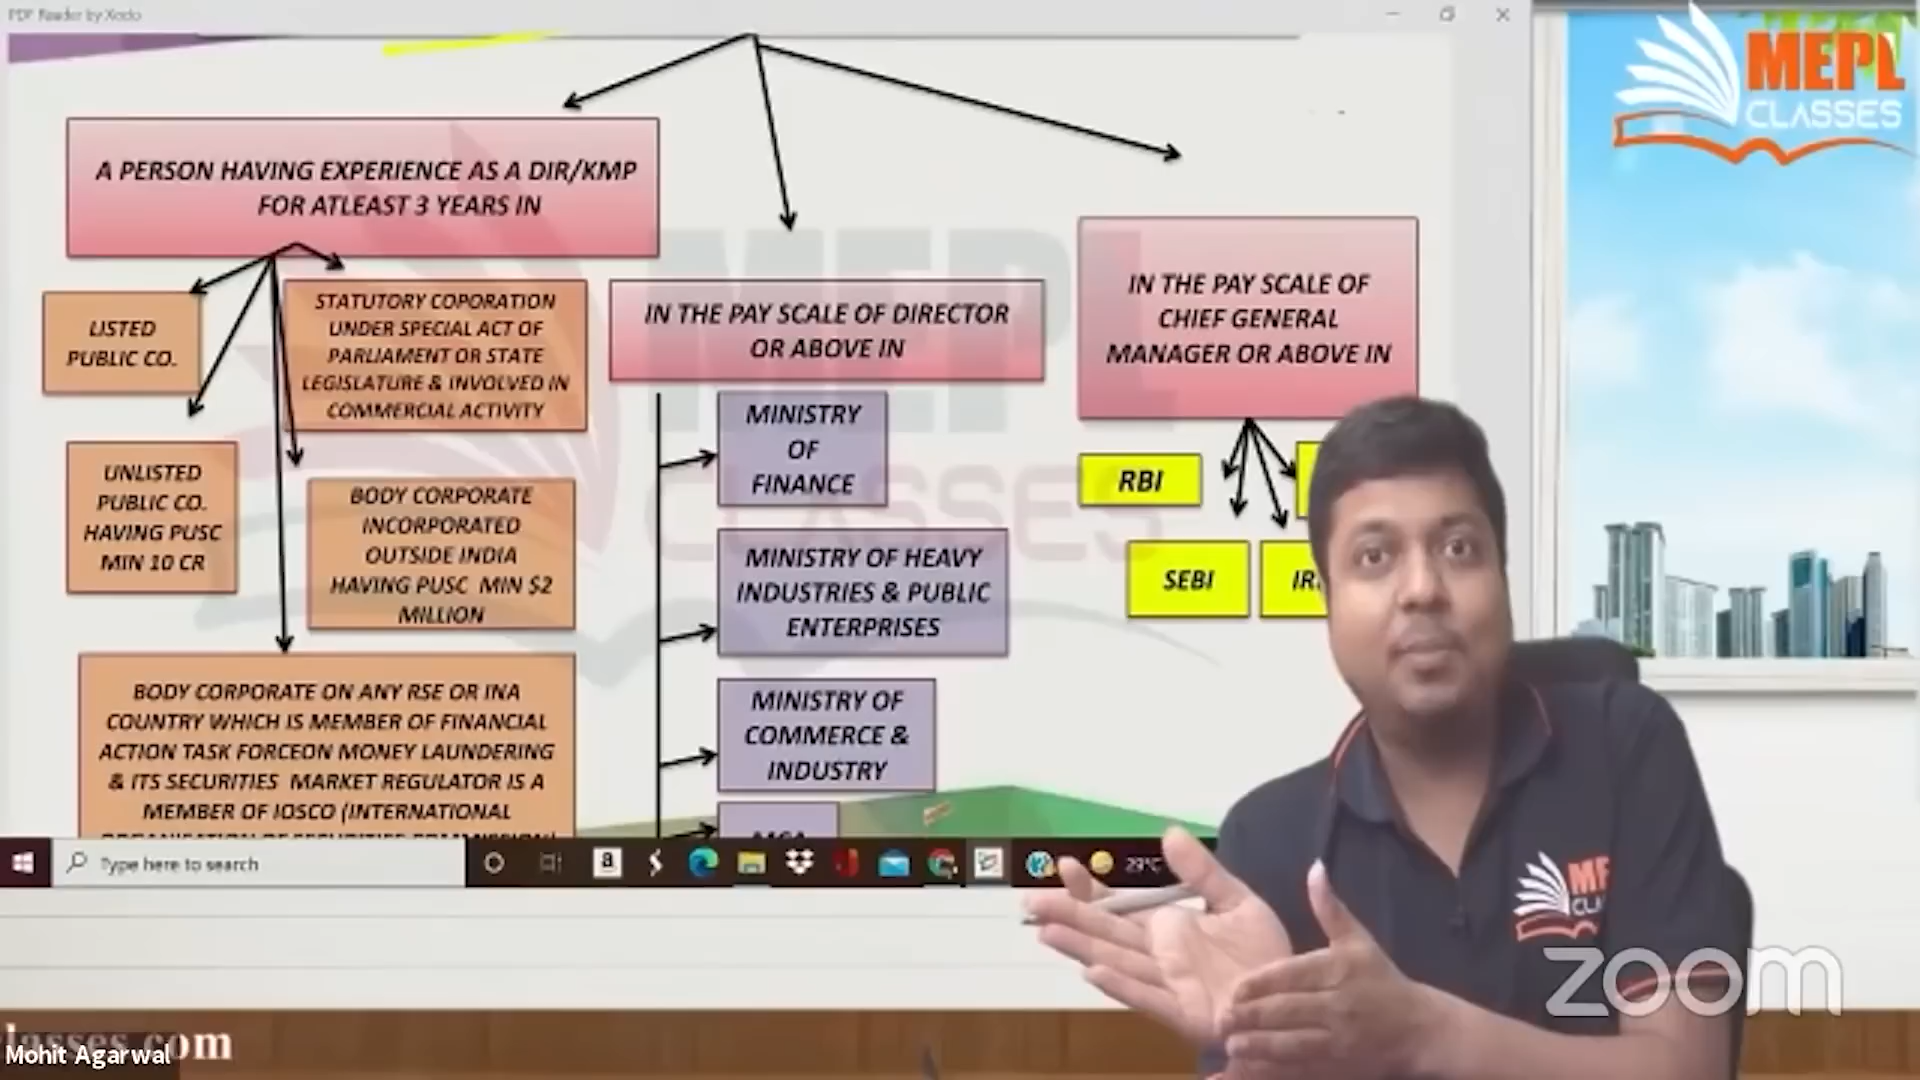 PDF Reader by Xodo
MEPL
CLASSES
A PERSON HAVING EXPERIENCE AS A DIR/KMP
FOR ATLEAST 3 YEARS IN
LISTED
PUBLIC CO.
STATUTORY COPORATION
UNDER SPECIAL ACT OF
PARLIAMENT OR STATE
LEGISLATURE & INVOLVED IN
COMMERCIAL ACTIVITY
UNLISTED
PUBLIC CO.
HAVING PUSC
MIN 10 CR
BODY CORPORATE
INCORPORATED
OUTSIDE INDIA
HAVING PUSC MIN $2
MILLION
BODY CORPORATE ON ANY RSE OR INA
COUNTRY WHICH IS MEMBER OF FINANCIAL
ACTION TASK FORCEON MONEY LAUNDERING
& ITS SECURITIES MARKET REGULATOR IS A
MEMBER OF IOSCO (INTERNATIONAL
IN THE PAY SCALE OF DIRECTOR
OR ABOVE IN
MINISTRY
OF
FINANCE
MINISTRY OF HEAVY
INDUSTRIES & PUBLIC
ENTERPRISES
MINISTRY OF
COMMERCE &
INDUSTRY
IN THE PAY SCALE OF
CHIEF GENERAL
MANAGER OR ABOVE IN
RBI
SEBI
MEPL
CLASSES
Type here to search
29°C
zoom
classes.com
Mohit Agarwal